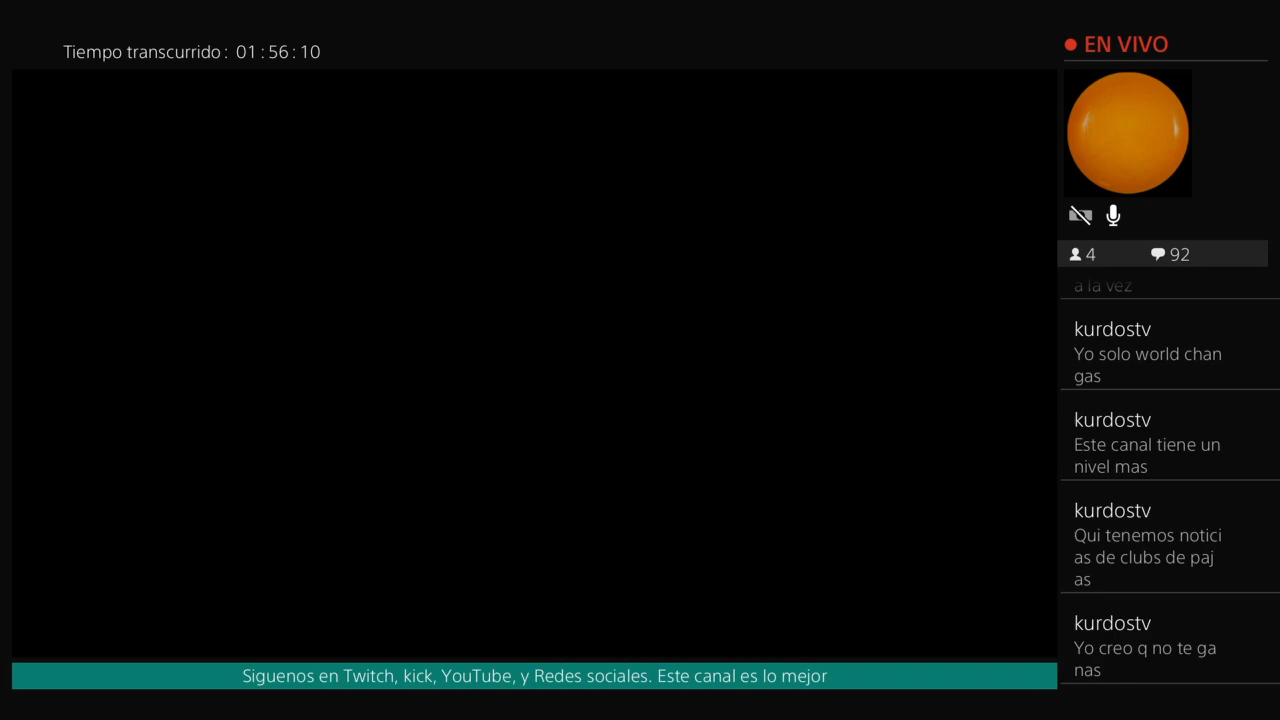 Tiempo transcurrido : 01 : 56 : 10
EN VIVO
4 92
a la vez
kurdostv
Yo solo world chan
gas
kurdostv
Este canal tiene un
nivel mas
kurdostv
Qui tenemos notici
as de clubs de paj
as
kurdostv
Yo creo q no te ga
nas
Siguenos en Twitch, kick, YouTube, y Redes sociales. Este canal es lo mejor